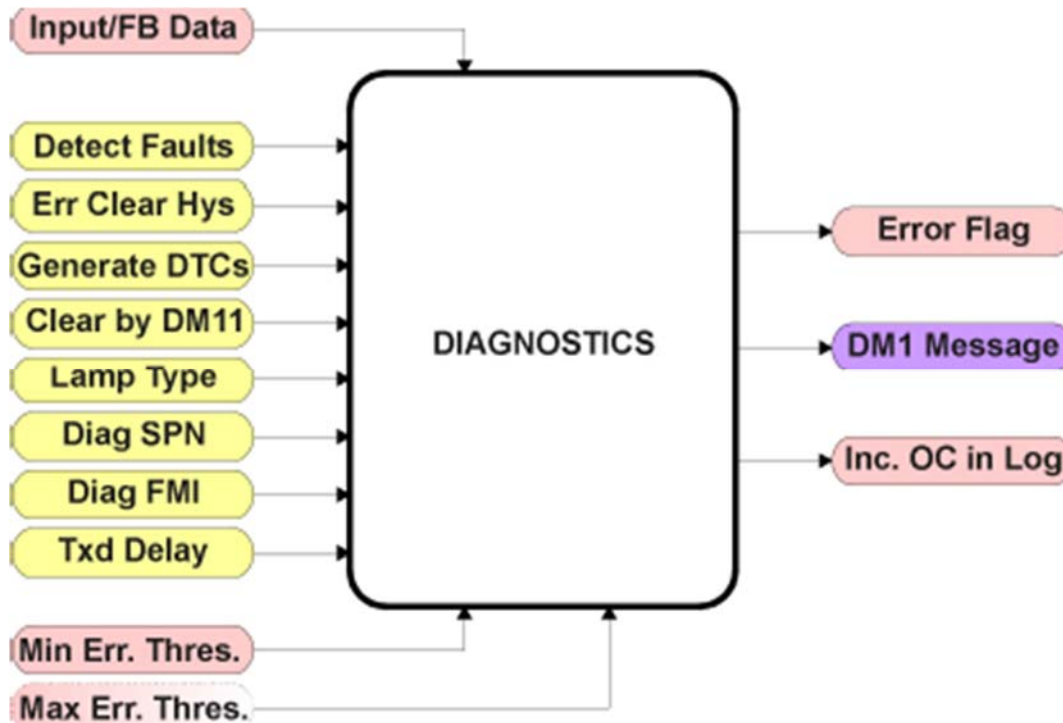 Input/FB Data
Detect Faults
Err Clear Hys
Generate DTCs
Clear by DM11
Lamp Type
Diag SPN
Diag FMI
Txd Delay
Min Err. Thres.
Max Err. Thres.
DIAGNOSTICS
Error Flag
DM1 Message
Inc. OC in Log